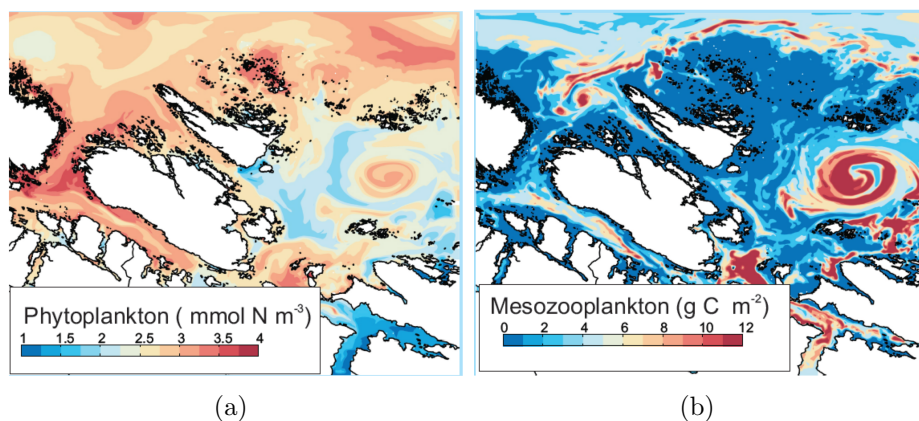 Phytoplankton ( mmol N m-3)
1 1.5 2 2.5 3 3.5 4
(a)
Mesozooplankton (g C m-2)
0 2 4 6 8 10 12
(b)